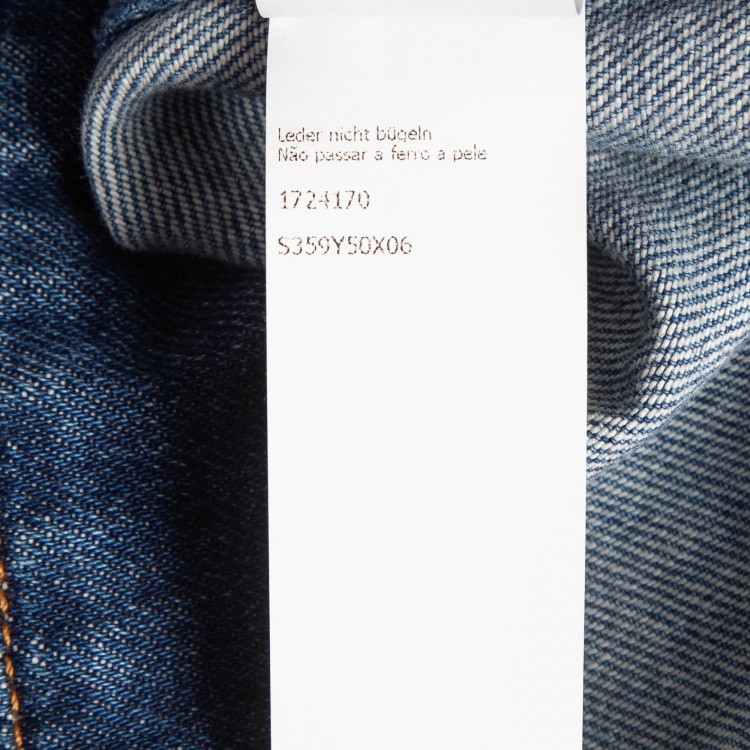 Leder nicht bügeln
Não passar a ferro a pele
1724170
S359Y50X06